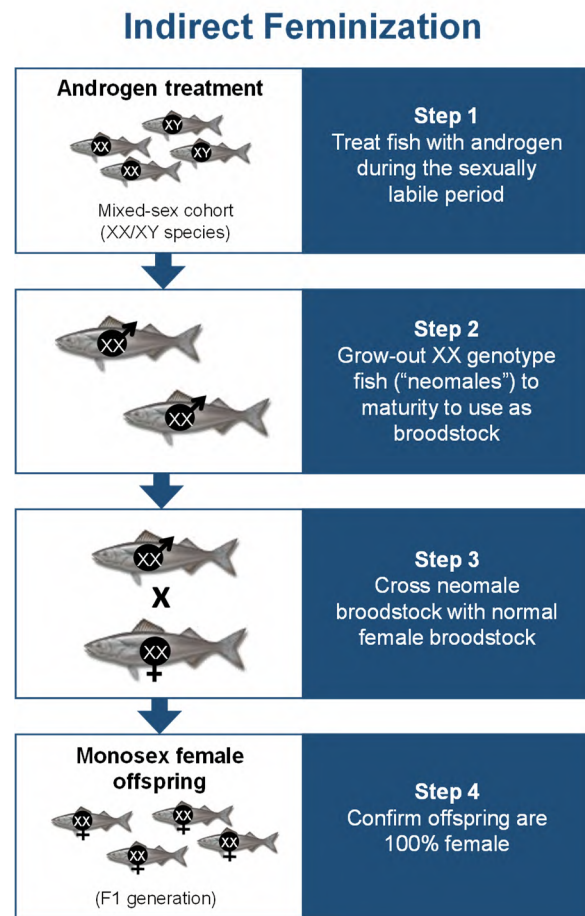 Indirect Feminization
Androgen treatment
XY
XX
XY
XX
Mixed-sex cohort
(XX/XY species)
Step 1
Treat fish with androgen
during the sexually
labile period
XX
XX
Step 2
Grow-out XX genotype
fish (“neomales”) to
maturity to use as
broodstock
XX
X
XX
Step 3
Cross neomale
broodstock with normal
female broodstock
Monosex female
offspring
XX
XX
XX
XX
(F1 generation)
Step 4
Confirm offspring are
100% female